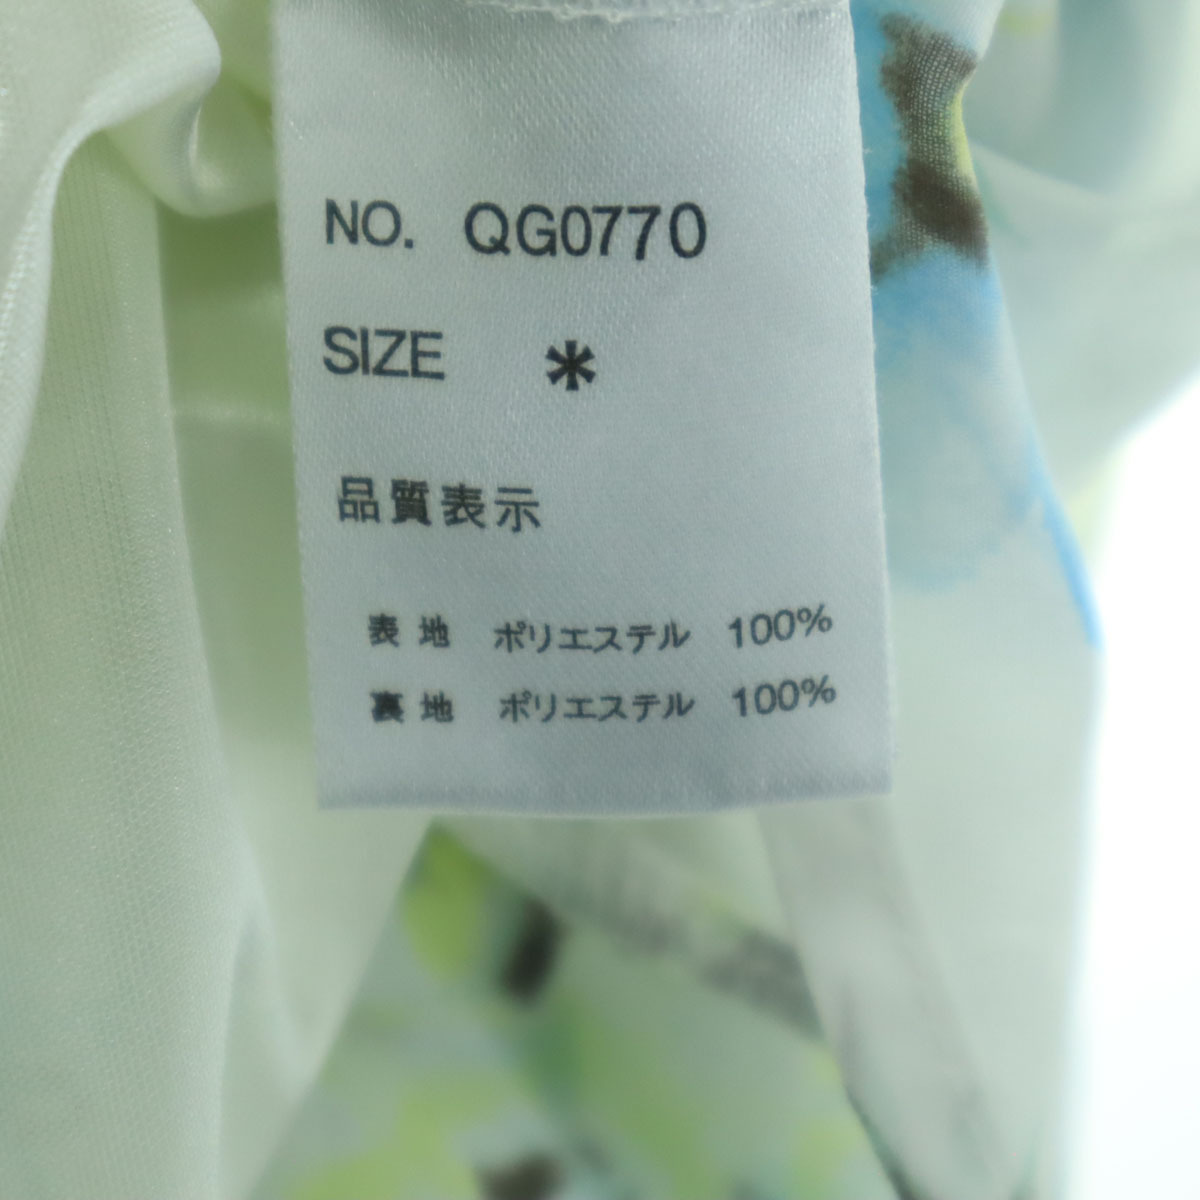 NO. QG0770
SIZE *
品質表示
表地 ポリエステル 100%
裏地 ポリエステル 100%